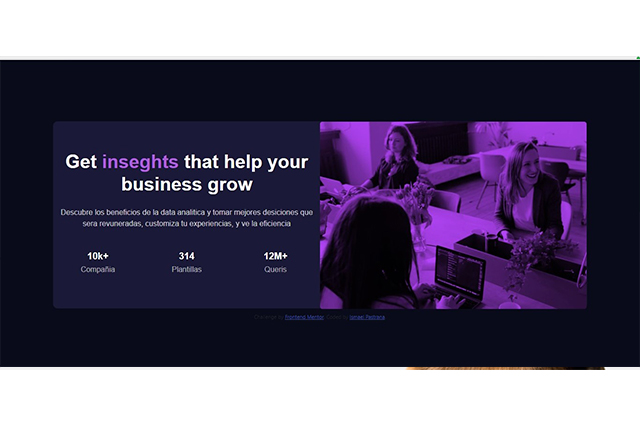 Get inseghts that help your
business grow
Descubre los beneficios de la data analitica y tomar mejores desiciones que
sera revuneradas, customiza tu experiencias, y ve la eficiencia
10k+ 314 12M+
Compañia Plantillas Queris
Challenge by Frontend Mentor. Coded by Ismael Pastrana